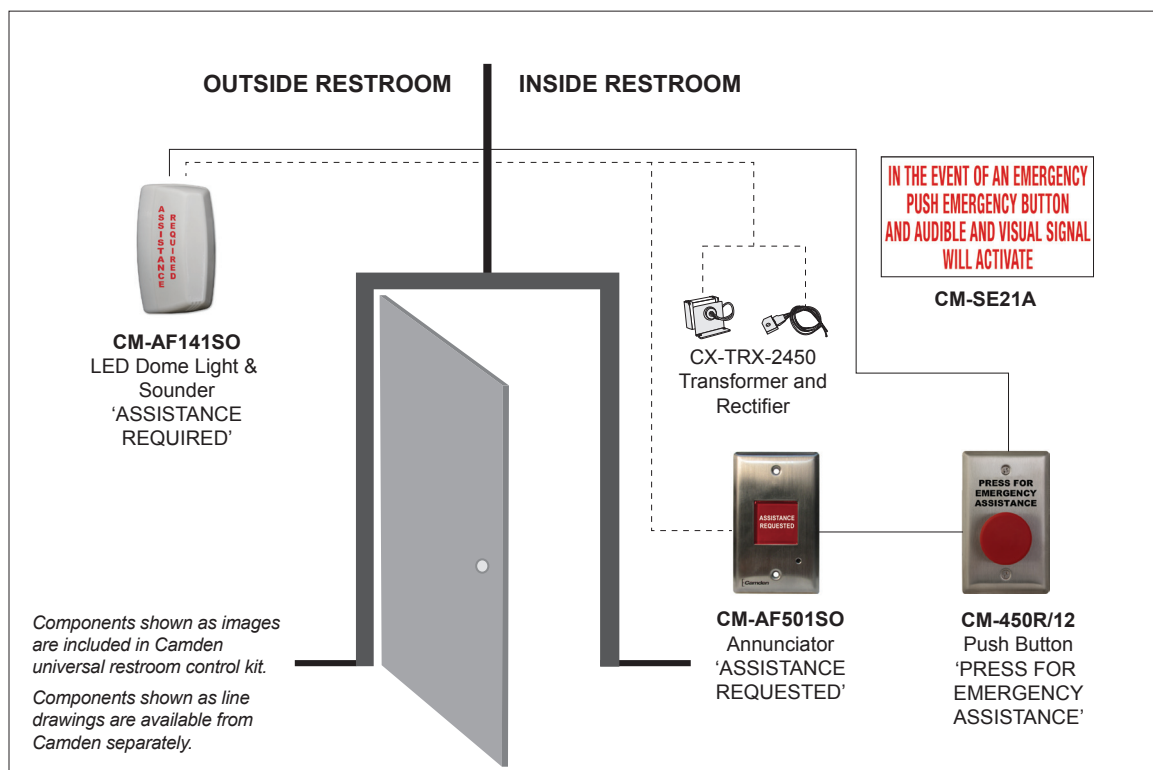 OUTSIDE RESTROOM
INSIDE RESTROOM
ASSISTANCE
REQUIRED
CM-AF141SO
LED Dome Light &
Sounder
‘ASSISTANCE
REQUIRED’
IN THE EVENT OF AN EMERGENCY
PUSH EMERGENCY BUTTON
AND AUDIBLE AND VISUAL SIGNAL
WILL ACTIVATE
CM-SE21A
CX-TRX-2450
Transformer and
Rectifier
ASSISTANCE
REQUESTED
Camden
CM-AF501SO
Annunciator
‘ASSISTANCE
REQUESTED’
PRESS FOR
EMERGENCY
ASSISTANCE
CM-450R/12
Push Button
‘PRESS FOR
EMERGENCY
ASSISTANCE’
Components shown as images
are included in Camden
universal restroom control kit.
Components shown as line
drawings are available from
Camden separately.